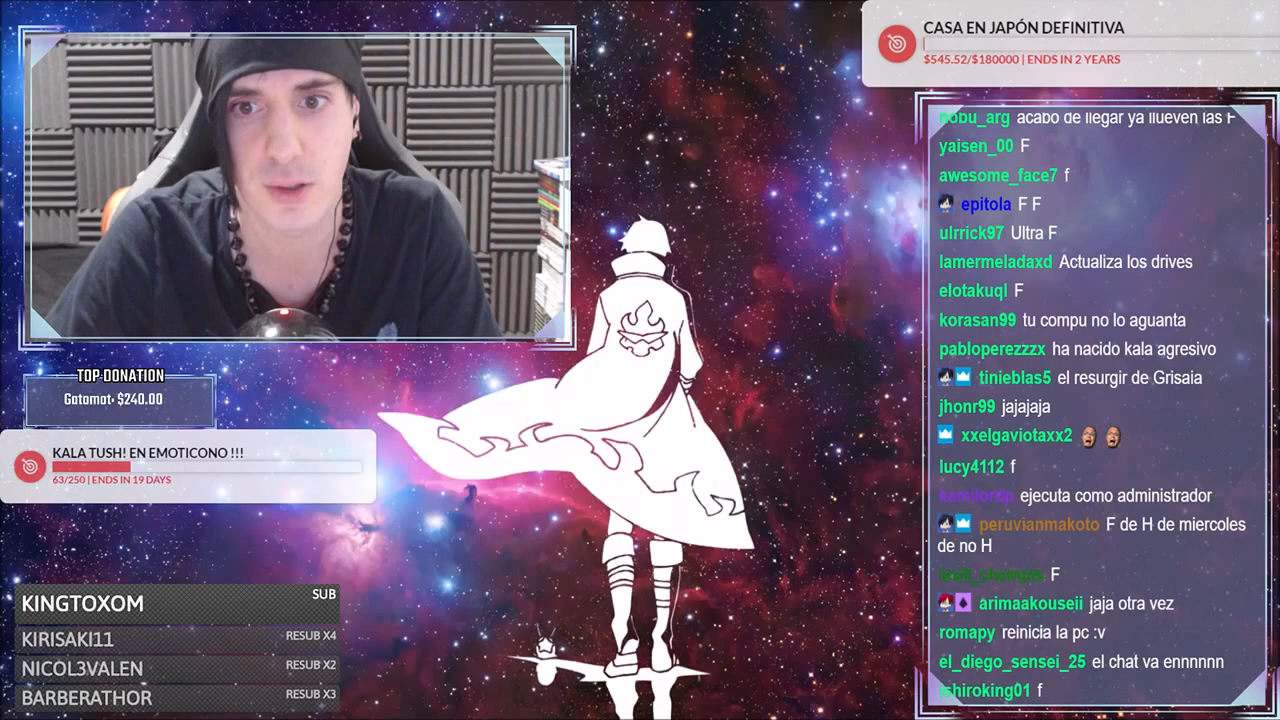 CASA EN JAPÓN DEFINITIVA
$545.52/$180000 | ENDS IN 2 YEARS
nobu_arg acabo de llegar ya llueven las F
yaisen_00 F
awesome_face7 f
epitola F F
ulrrick97 Ultra F
lamermeladaxd Actualiza los drives
elotakuql F
korasan99 tu compu no lo aguanta
pabloperezzzx ha nacido kala agresivo
tinieblas5 el resurgir de Grisaia
jhonr99 jajajaja
xxelgaviotaxx2
lucy4112 f
ejecuta como administrador
peruvianmakoto F de H de miercoles
de no H
F
arimaakouseii jaja otra vez
romapy reinicia la pc :v
el_diego_sensei_25 el chat va ennnnnn
ishiroking01 f
TOP DONATION
Gatomat• $240.00
KALA TUSH! EN EMOTICONO !!!
63/250 | ENDS IN 19 DAYS
KINGTOXOM SUB
KIRISAKI11 RESUB X4
NICOL3VALEN RESUB X2
BARBERATHOR RESUB X3